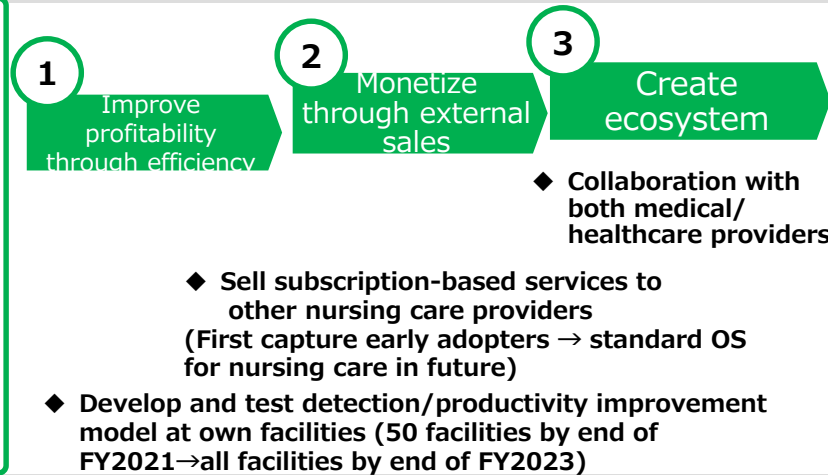 1
Improve
profitability
through efficiency
2
Monetize
through external
sales
3
Create
ecosystem
◆ Collaboration with
both medical/
healthcare providers
◆ Sell subscription-based services to
other nursing care providers
(First capture early adopters → standard OS
for nursing care in future)
◆ Develop and test detection/productivity improvement
model at own facilities (50 facilities by end of
FY2021→all facilities by end of FY2023)